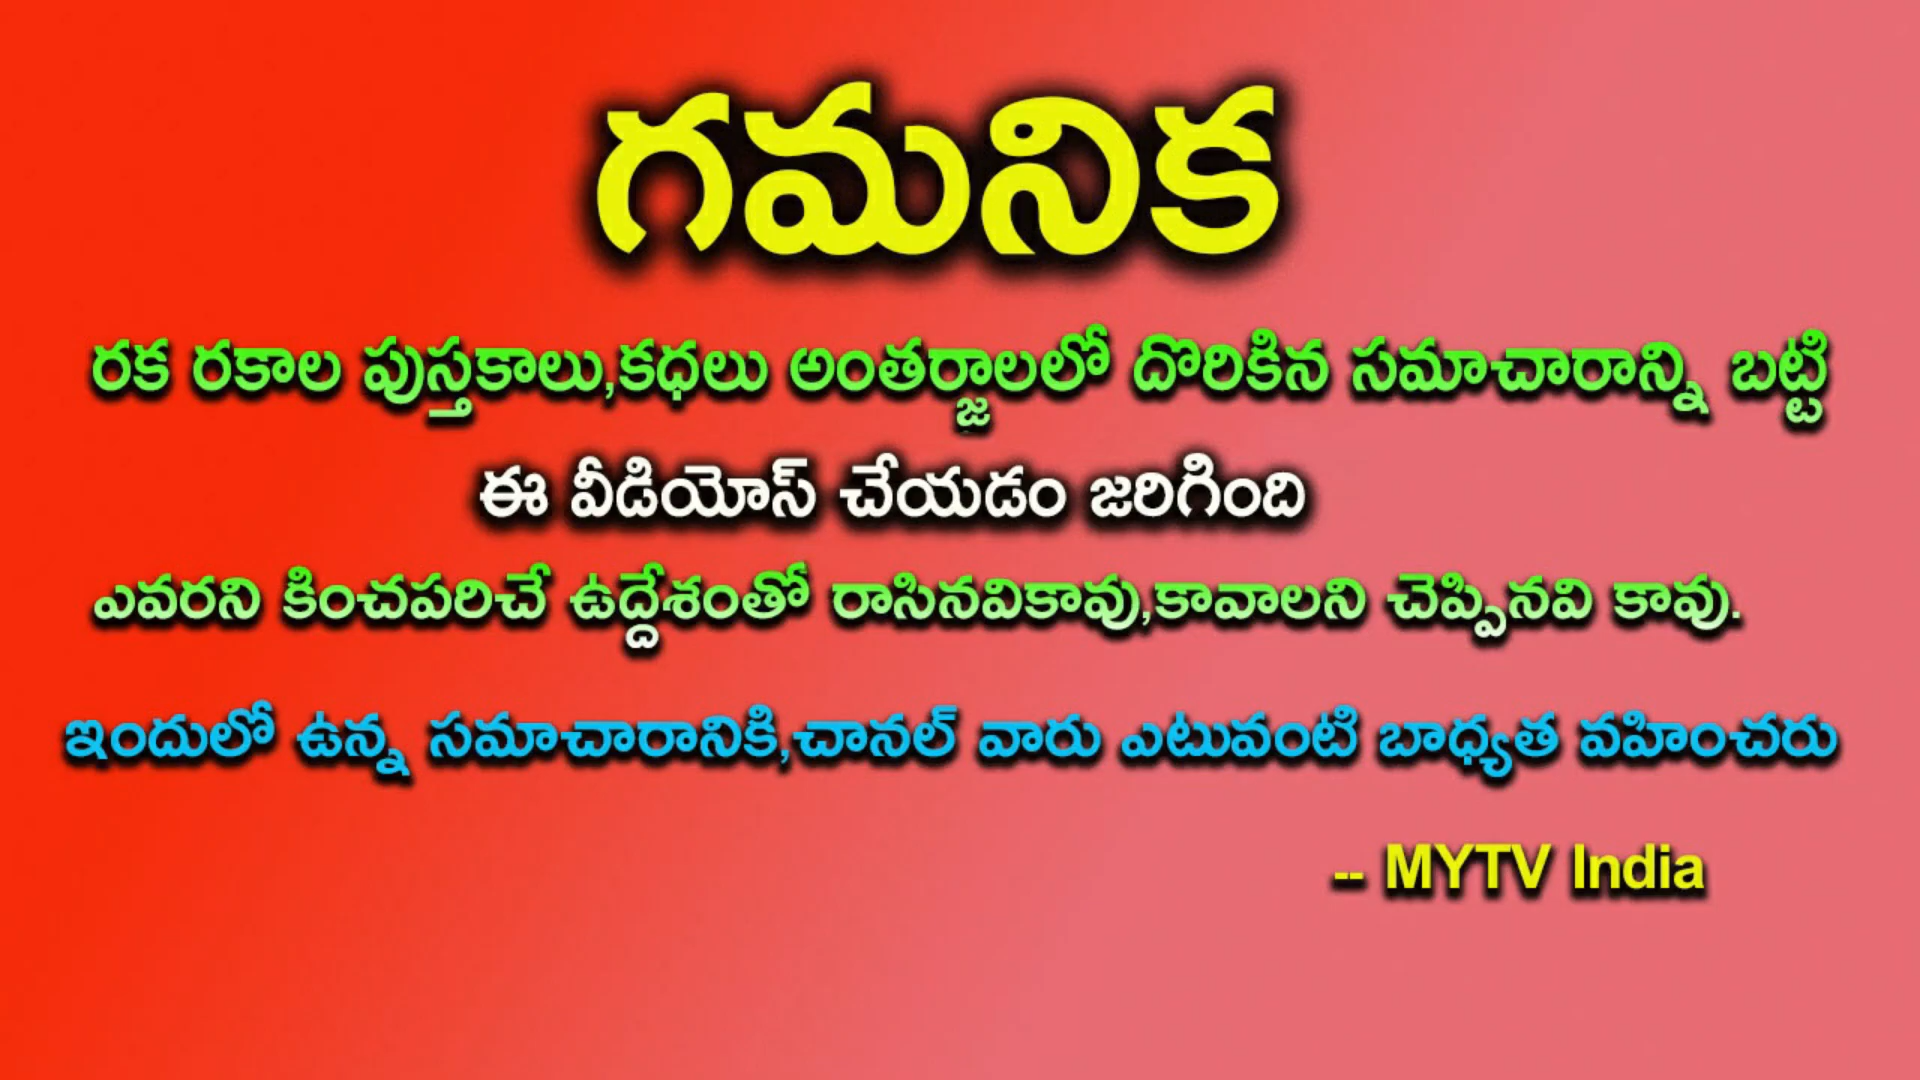 గమనిక
రక రకాల పుస్తకాలు,కధలు అంతర్జాలలో దొరికిన సమాచారాన్ని బట్టి
ఈ వీడియోస్ చేయడం జరిగింది
ఎవరని కించపరిచే ఉద్దేశంతో రాసినవికావు,కావాలని చెప్పినవి కావు.
ఇందులో ఉన్న సమాచారానికి,చానల్ వారు ఎటువంటి బాధ్యత వహించరు
-- MYTV India